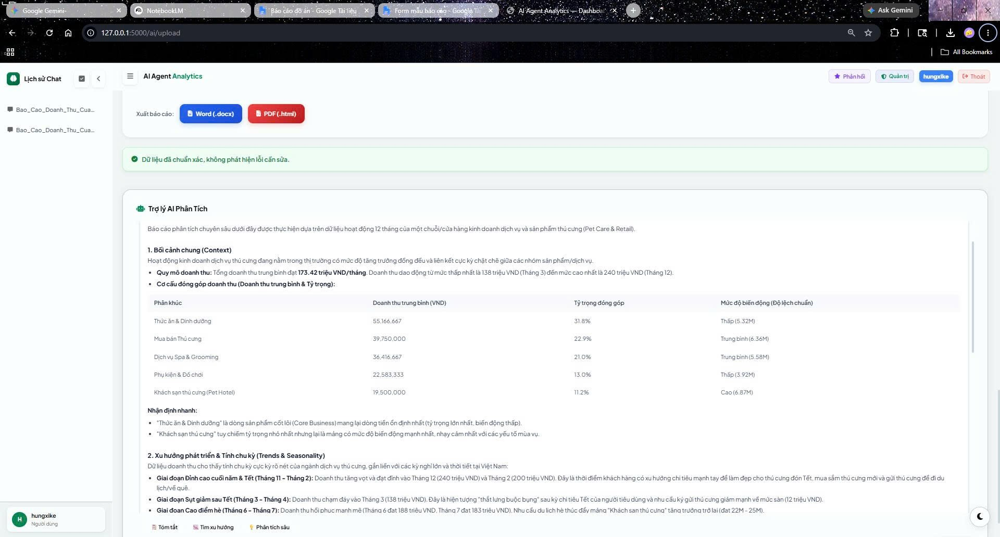 Google Gemini
NotebookLM
Báo cáo đồ án - Google Tài liệu
Form mẫu báo cáo - Google Tà
AI Agent Analytics — Dashboa
Ask Gemini
127.0.0.1:5000/ai/upload
All Bookmarks
Lịch sử Chat
AI Agent Analytics
Phản hồi
Quản trị
hungxike
Thoát
Bao_Cao_Doanh_Thu_Cua...
Bao_Cao_Doanh_Thu_Cua...
Xuất báo cáo:
Word (.docx)
PDF (.html)
Dữ liệu đã chuẩn xác, không phát hiện lỗi cần sửa.
Trợ lý AI Phân Tích
Báo cáo phân tích chuyên sâu dưới đây được thực hiện dựa trên dữ liệu hoạt động 12 tháng của một chuỗi/cửa hàng kinh doanh dịch vụ và sản phẩm thú cưng (Pet Care & Retail).
1. Bối cảnh chung (Context)
Hoạt động kinh doanh dịch vụ thú cưng đang nằm trong thị trường có mức độ tăng trưởng đồng đều và liên kết cực kỳ chặt chẽ giữa các nhóm sản phẩm/dịch vụ.
• Quy mô doanh thu: Tổng doanh thu trung bình đạt 173.42 triệu VND/tháng. Doanh thu dao động từ mức thấp nhất là 138 triệu VND (Tháng 3) đến mức cao nhất là 240 triệu VND (Tháng 12).
• Cơ cấu đóng góp doanh thu (Doanh thu trung bình & Tỷ trọng):
Phân khúc Doanh thu trung bình (VND) Tỷ trọng đóng góp Mức độ biến động (Độ lệch chuẩn)
Thức ăn & Dinh dưỡng 55,166,667 31.8% Thấp (5.32M)
Mua bán Thú cưng 39,750,000 22.9% Trung bình (6.36M)
Dịch vụ Spa & Grooming 36,416,667 21.0% Trung bình (5.58M)
Phụ kiện & Đồ chơi 22,583,333 13.0% Thấp (3.92M)
Khách sạn thú cưng (Pet Hotel) 19,500,000 11.2% Cao (6.87M)
Nhận định nhanh:
• "Thức ăn & Dinh dưỡng" là dòng sản phẩm cốt lõi (Core Business) mang lại dòng tiền ổn định nhất (tỷ trọng lớn nhất, biến động thấp).
• "Khách sạn thú cưng" tuy chiếm tỷ trọng nhỏ nhất nhưng lại là mảng có mức độ biến động mạnh nhất, nhạy cảm nhất với các yếu tố mùa vụ.
2. Xu hướng phát triển & Tính chu kỳ (Trends & Seasonality)
Dữ liệu doanh thu cho thấy tính chu kỳ cực kỳ rõ nét của ngành dịch vụ thú cưng, gắn liền với các kỳ nghỉ lớn và thời tiết tại Việt Nam:
• Giai đoạn Đỉnh cao cuối năm & Tết (Tháng 11 - Tháng 2): Doanh thu tăng vọt và đạt đỉnh vào Tháng 12 (240 triệu VND) và Tháng 2 (200 triệu VND). Đây là thời điểm khách hàng có xu hướng chi tiêu mạnh tay để làm đẹp cho thú cưng đón Tết, mua sắm thú cưng mới và gửi thú cưng để đi du
lịch/về quê.
• Giai đoạn Sụt giảm sau Tết (Tháng 3 - Tháng 4): Doanh thu chạm đáy vào Tháng 3 (138 triệu VND). Đây là hiện tượng "thắt lưng buộc bụng" sau kỳ chi tiêu Tết của người tiêu dùng và nhu cầu ký gửi thú cưng giảm mạnh về mức sàn (12 triệu VND).
• Giai đoạn Cao điểm hè (Tháng 6 - Tháng 7): Doanh thu hồi phục mạnh mẽ (Tháng 6 đạt 188 triệu VND, Tháng 7 đạt 183 triệu VND). Nhu cầu du lịch hè thúc đẩy mảng "Khách sạn thú cưng" tăng trưởng trở lại (đạt 22M - 25M).
Tóm tắt
Tìm xu hướng
Phân tích sâu
H
hungxike
Người dùng